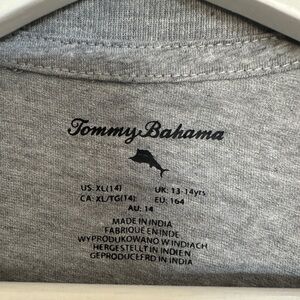 Tommy Bahama
US: XL(14) UK: 13-14yrs
CA: XL/TG(14) EU: 164
AU: 14
MADE IN INDIA
FABRIQUÉ EN INDE
WYPRODUKOWANO W INDIACH
HERGESTELLT IN INDIEN
GEPRODUCEERD IN INDIA